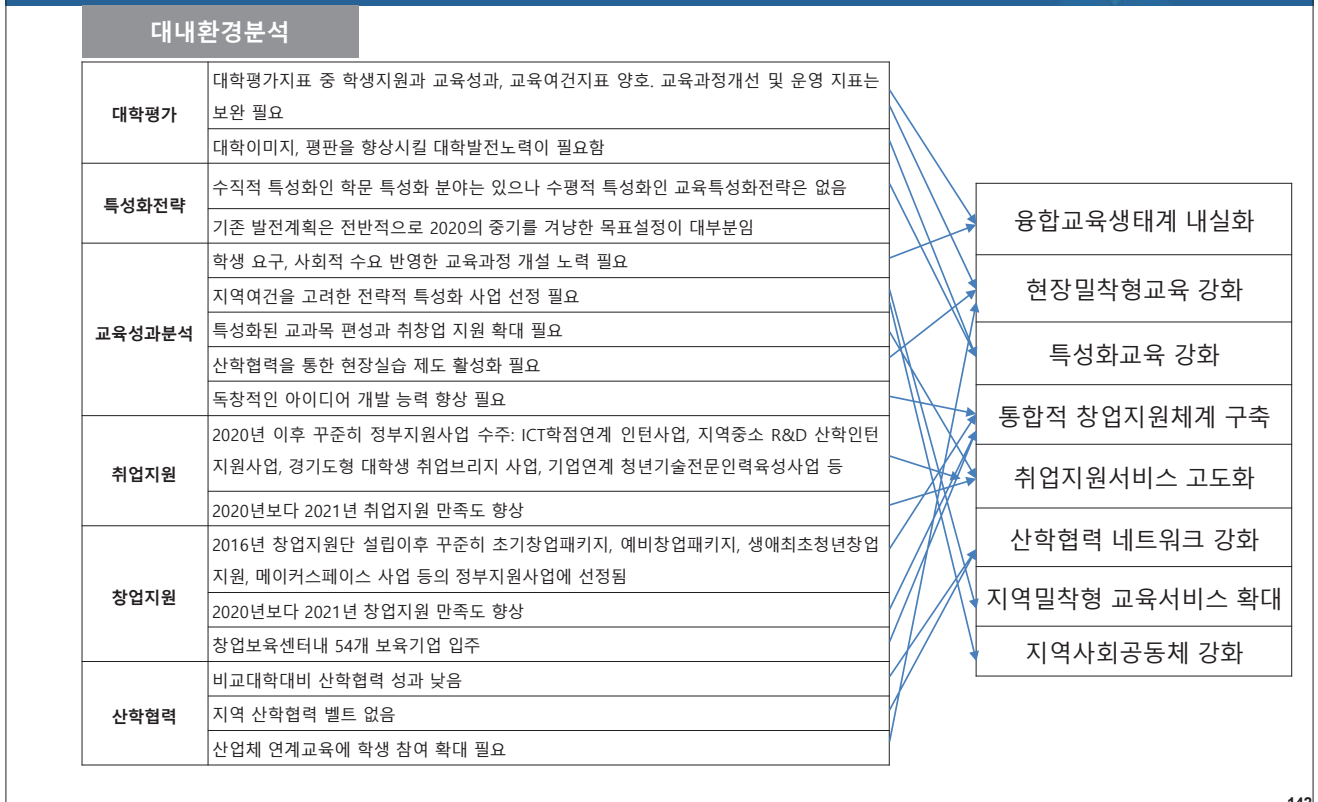 대내환경분석
대학평가
대학평가지표 중 학생지원과 교육성과, 교육여건지표 양호. 교육과정개선 및 운영 지표는
보완 필요
대학이미지, 평판을 향상시킬 대학발전노력이 필요함
특성화전략
수직적 특성화인 학문 특성화 분야는 있으나 수평적 특성화인 교육특성화전략은 없음
기존 발전계획은 전반적으로 2020의 중기를 겨냥한 목표설정이 대부분임
교육성과분석
학생 요구, 사회적 수요 반영한 교육과정 개설 노력 필요
지역여건을 고려한 전략적 특성화 사업 선정 필요
특성화된 교과목 편성과 취창업 지원 확대 필요
산학협력을 통한 현장실습 제도 활성화 필요
독창적인 아이디어 개발 능력 향상 필요
취업지원
2020년 이후 꾸준히 정부지원사업 수주: ICT학점연계 인턴사업, 지역중소 R&D 산학인턴
지원사업, 경기도형 대학생 취업브리지 사업, 기업연계 청년기술전문인력육성사업 등
2020년보다 2021년 취업지원 만족도 향상
창업지원
2016년 창업지원단 설립이후 꾸준히 초기창업패키지, 예비창업패키지, 생애최초청년창업
지원, 메이커스페이스 사업 등의 정부지원사업에 선정됨
2020년보다 2021년 창업지원 만족도 향상
창업보육센터내 54개 보육기업 입주
산학협력
비교대학대비 산학협력 성과 낮음
지역 산학협력 벨트 없음
산업체 연계교육에 학생 참여 확대 필요
융합교육생태계 내실화
현장밀착형교육 강화
특성화교육 강화
통합적 창업지원체계 구축
취업지원서비스 고도화
산학협력 네트워크 강화
지역밀착형 교육서비스 확대
지역사회공동체 강화